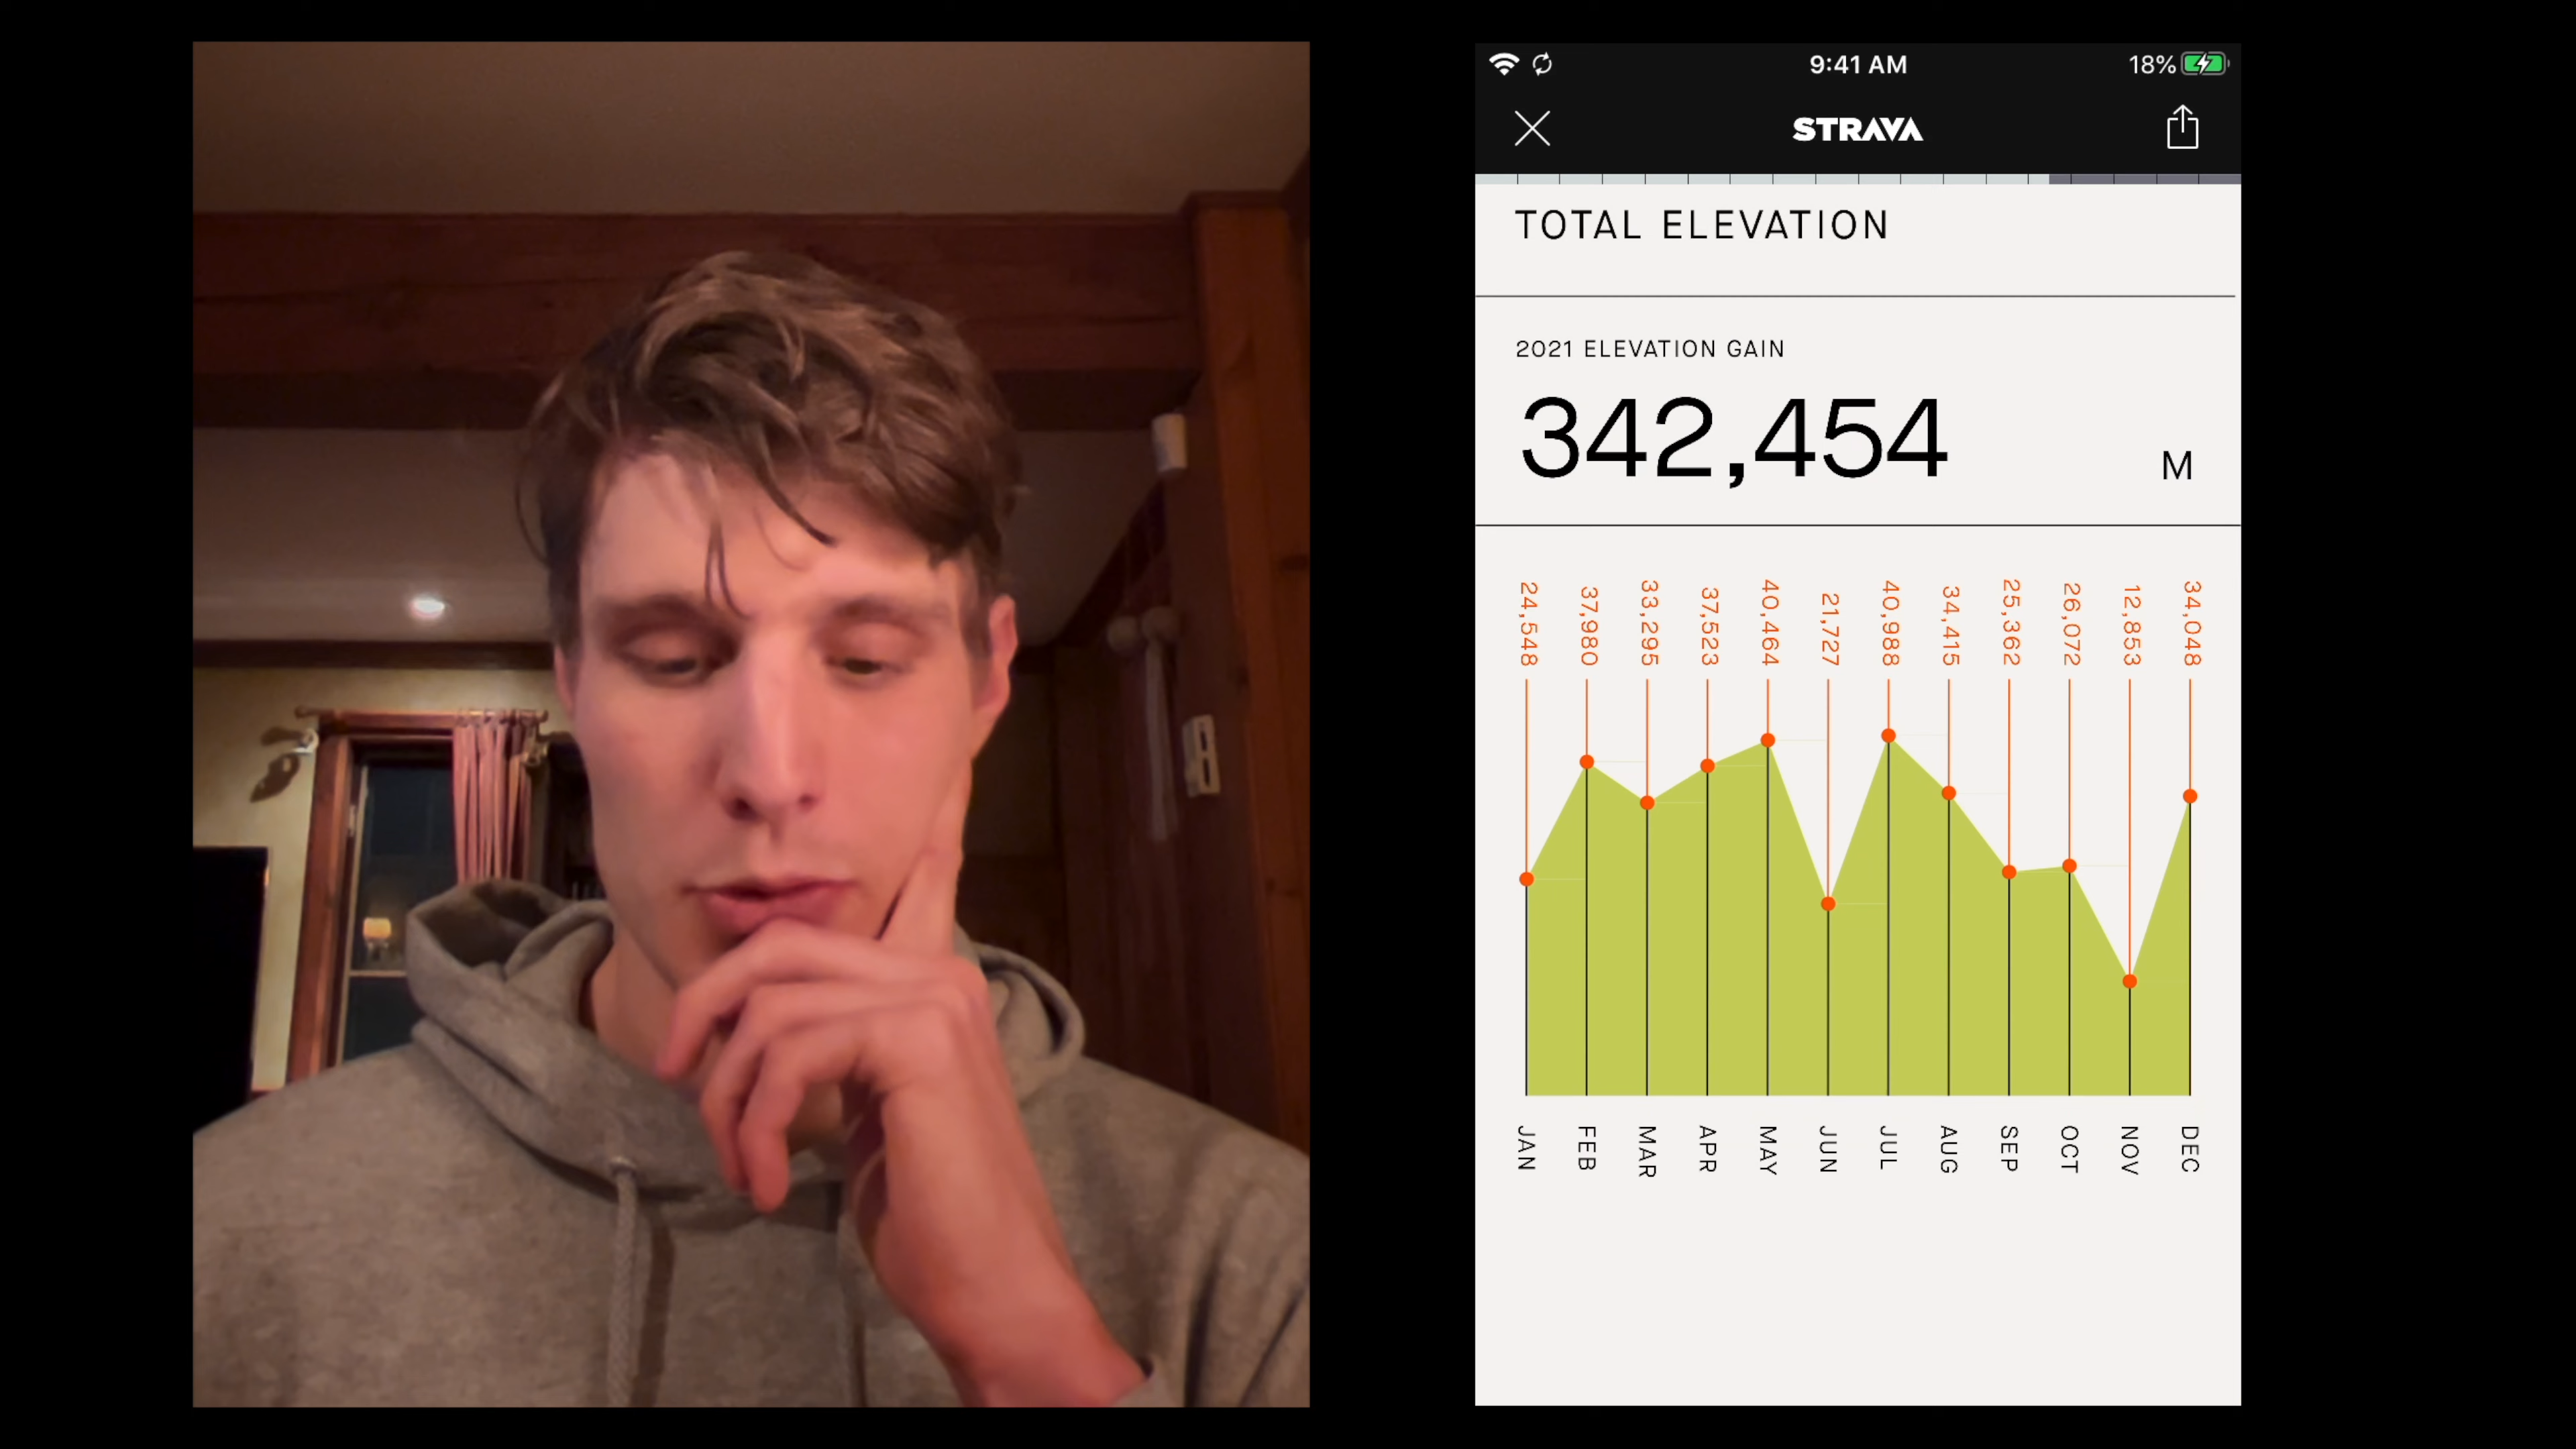 9:41 AM
18%
STRAVA
TOTAL ELEVATION
2021 ELEVATION GAIN
342,454 M
24,548
37,980
33,295
37,523
40,464
21,727
40,988
34,415
25,362
26,072
12,853
34,048
JAN
FEB
MAR
APR
MAY
JUN
JUL
AUG
SEP
OCT
NOV
DEC